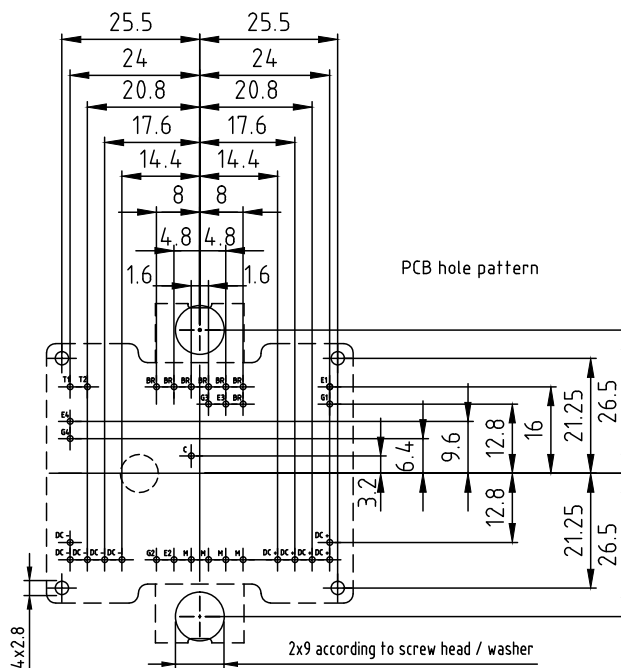 25.5 25.5
24 24
20.8 20.8
17.6 17.6
14.4 14.4
8 8
4.8 4.8
1.6 1.6
PCB hole pattern
T1 T2 BR BR BR BR BR BR E1
G3 E3 BR G1
E4
G4
C
3.2
6.4
9.6
12.8
16
21.25
26.5
12.8
21.25
26.5
DC - DC +
DC - DC - DC - DC - G2 E2 M M M M DC + DC + DC + DC +
4x2.8
2x9 according to screw head / washer